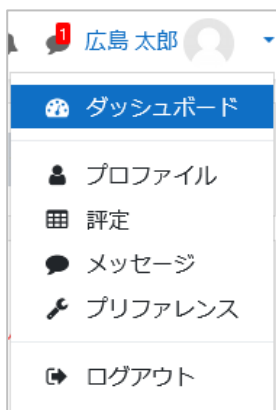 1 広島 太郎
ダッシュボード
プロファイル
評定
メッセージ
プリファレンス
ログアウト